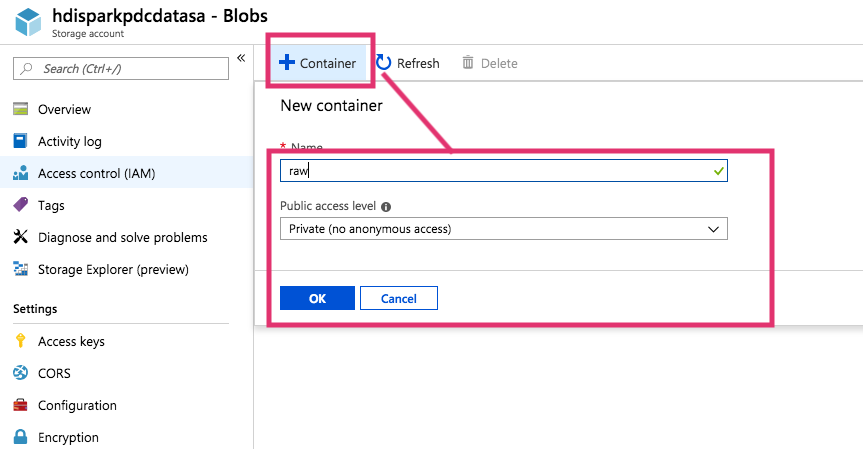 hdisparkpdcdatasa - Blobs
Storage account
Search (Ctrl+/)
Overview
Activity log
Access control (IAM)
Tags
Diagnose and solve problems
Storage Explorer (preview)
Settings
Access keys
CORS
Configuration
Encryption
Container
Refresh
Delete
New container
* Name
raw
Public access level
Private (no anonymous access)
OK
Cancel